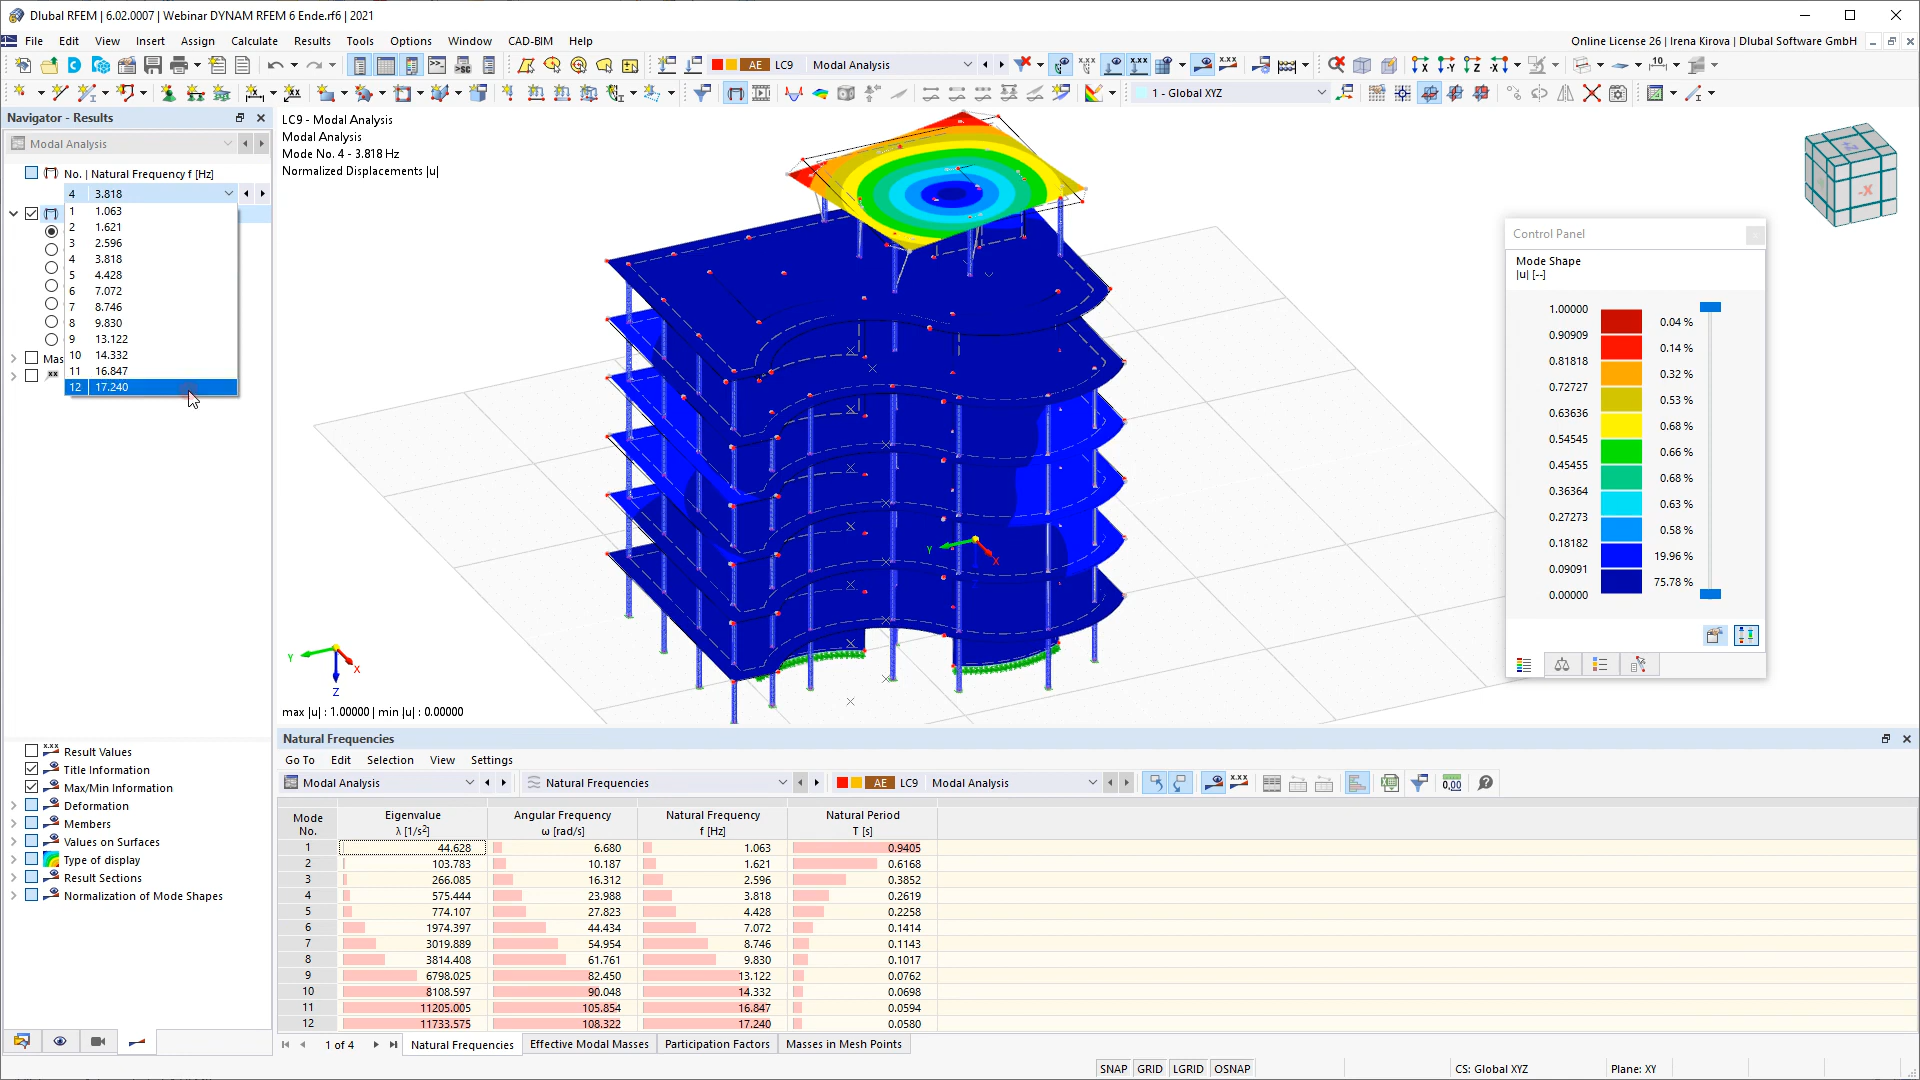 Dlubal RFEM | 6.02.0007 | Webinar DYNAM RFEM 6 Ende.rf6 | 2021
File Edit View Insert Assign Calculate Results Tools Options Window CAD-BIM Help
Online License 26 | Irena Kirova | Dlubal Software GmbH
AE LC9 Modal Analysis
1 - Global XYZ
Navigator - Results
Modal Analysis
No. | Natural Frequency f [Hz]
4 3.818
1 1.063
2 1.621
3 2.596
4 3.818
5 4.428
6 7.072
7 8.746
8 9.830
9 13.122
10 14.332
11 16.847
12 17.240
Mas
Result Values
Title Information
Max/Min Information
Deformation
Members
Values on Surfaces
Type of display
Result Sections
Normalization of Mode Shapes
LC9 - Modal Analysis
Modal Analysis
Mode No. 4 - 3.818 Hz
Normalized Displacements |u|
Y X
Y
X
Z
-X
max |u| : 1.00000 | min |u| : 0.00000
Control Panel
Mode Shape
|u| [--]
1.00000
0.04 %
0.90909
0.14 %
0.81818
0.32 %
0.72727
0.53 %
0.63636
0.68 %
0.54545
0.66 %
0.45455
0.68 %
0.36364
0.63 %
0.27273
0.58 %
0.18182
19.96 %
0.09091
75.78 %
0.00000
Natural Frequencies
Go To Edit Selection View Settings
Modal Analysis Natural Frequencies AE LC9 Modal Analysis
Mode No. Eigenvalue λ [1/s²] Angular Frequency ω [rad/s] Natural Frequency f [Hz] Natural Period T [s]
1 44.628 6.680 1.063 0.9405
2 103.783 10.187 1.621 0.6168
3 266.085 16.312 2.596 0.3852
4 575.444 23.988 3.818 0.2619
5 774.107 27.823 4.428 0.2258
6 1974.397 44.434 7.072 0.1414
7 3019.889 54.954 8.746 0.1143
8 3814.408 61.761 9.830 0.1017
9 6798.025 82.450 13.122 0.0762
10 8108.597 90.048 14.332 0.0698
11 11205.005 105.854 16.847 0.0594
12 11733.575 108.322 17.240 0.0580
1 of 4 Natural Frequencies Effective Modal Masses Participation Factors Masses in Mesh Points
SNAP GRID LGRID OSNAP CS: Global XYZ Plane: XY